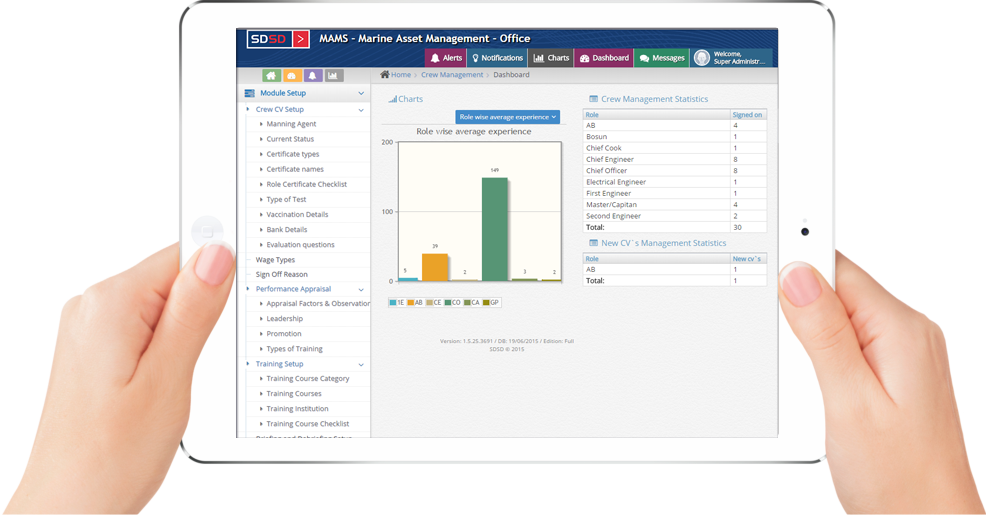 SDSD >
MAMS - Marine Asset Management - Office
Alerts
Notifications
Charts
Dashboard
Messages
Welcome,
Super Administr...
Home > Crew Management > Dashboard
Module Setup
Crew CV Setup
Manning Agent
Current Status
Certificate types
Certificate names
Role Certificate Checklist
Type of Test
Vaccination Details
Bank Details
Evaluation questions
Wage Types
Sign Off Reason
Performance Appraisal
Appraisal Factors & Observation
Leadership
Promotion
Types of Training
Training Setup
Training Course Category
Training Courses
Training Institution
Training Course Checklist
Charts
Role wise average experience
Role wise average experience
200
100
0
5
39
2
149
3
2
1E AB CE CO CA GP
Crew Management Statistics
Role Signed on
AB 4
Bosun 1
Chief Cook 1
Chief Engineer 8
Chief Officer 8
Electrical Engineer 1
First Engineer 1
Master/Capitan 4
Second Engineer 2
Total: 30
New CV`s Management Statistics
Role New cv`s
AB 1
Total: 1
Version: 1.5.25.3691 / DB: 19/06/2015 / Edition: Full
SDSD © 2015